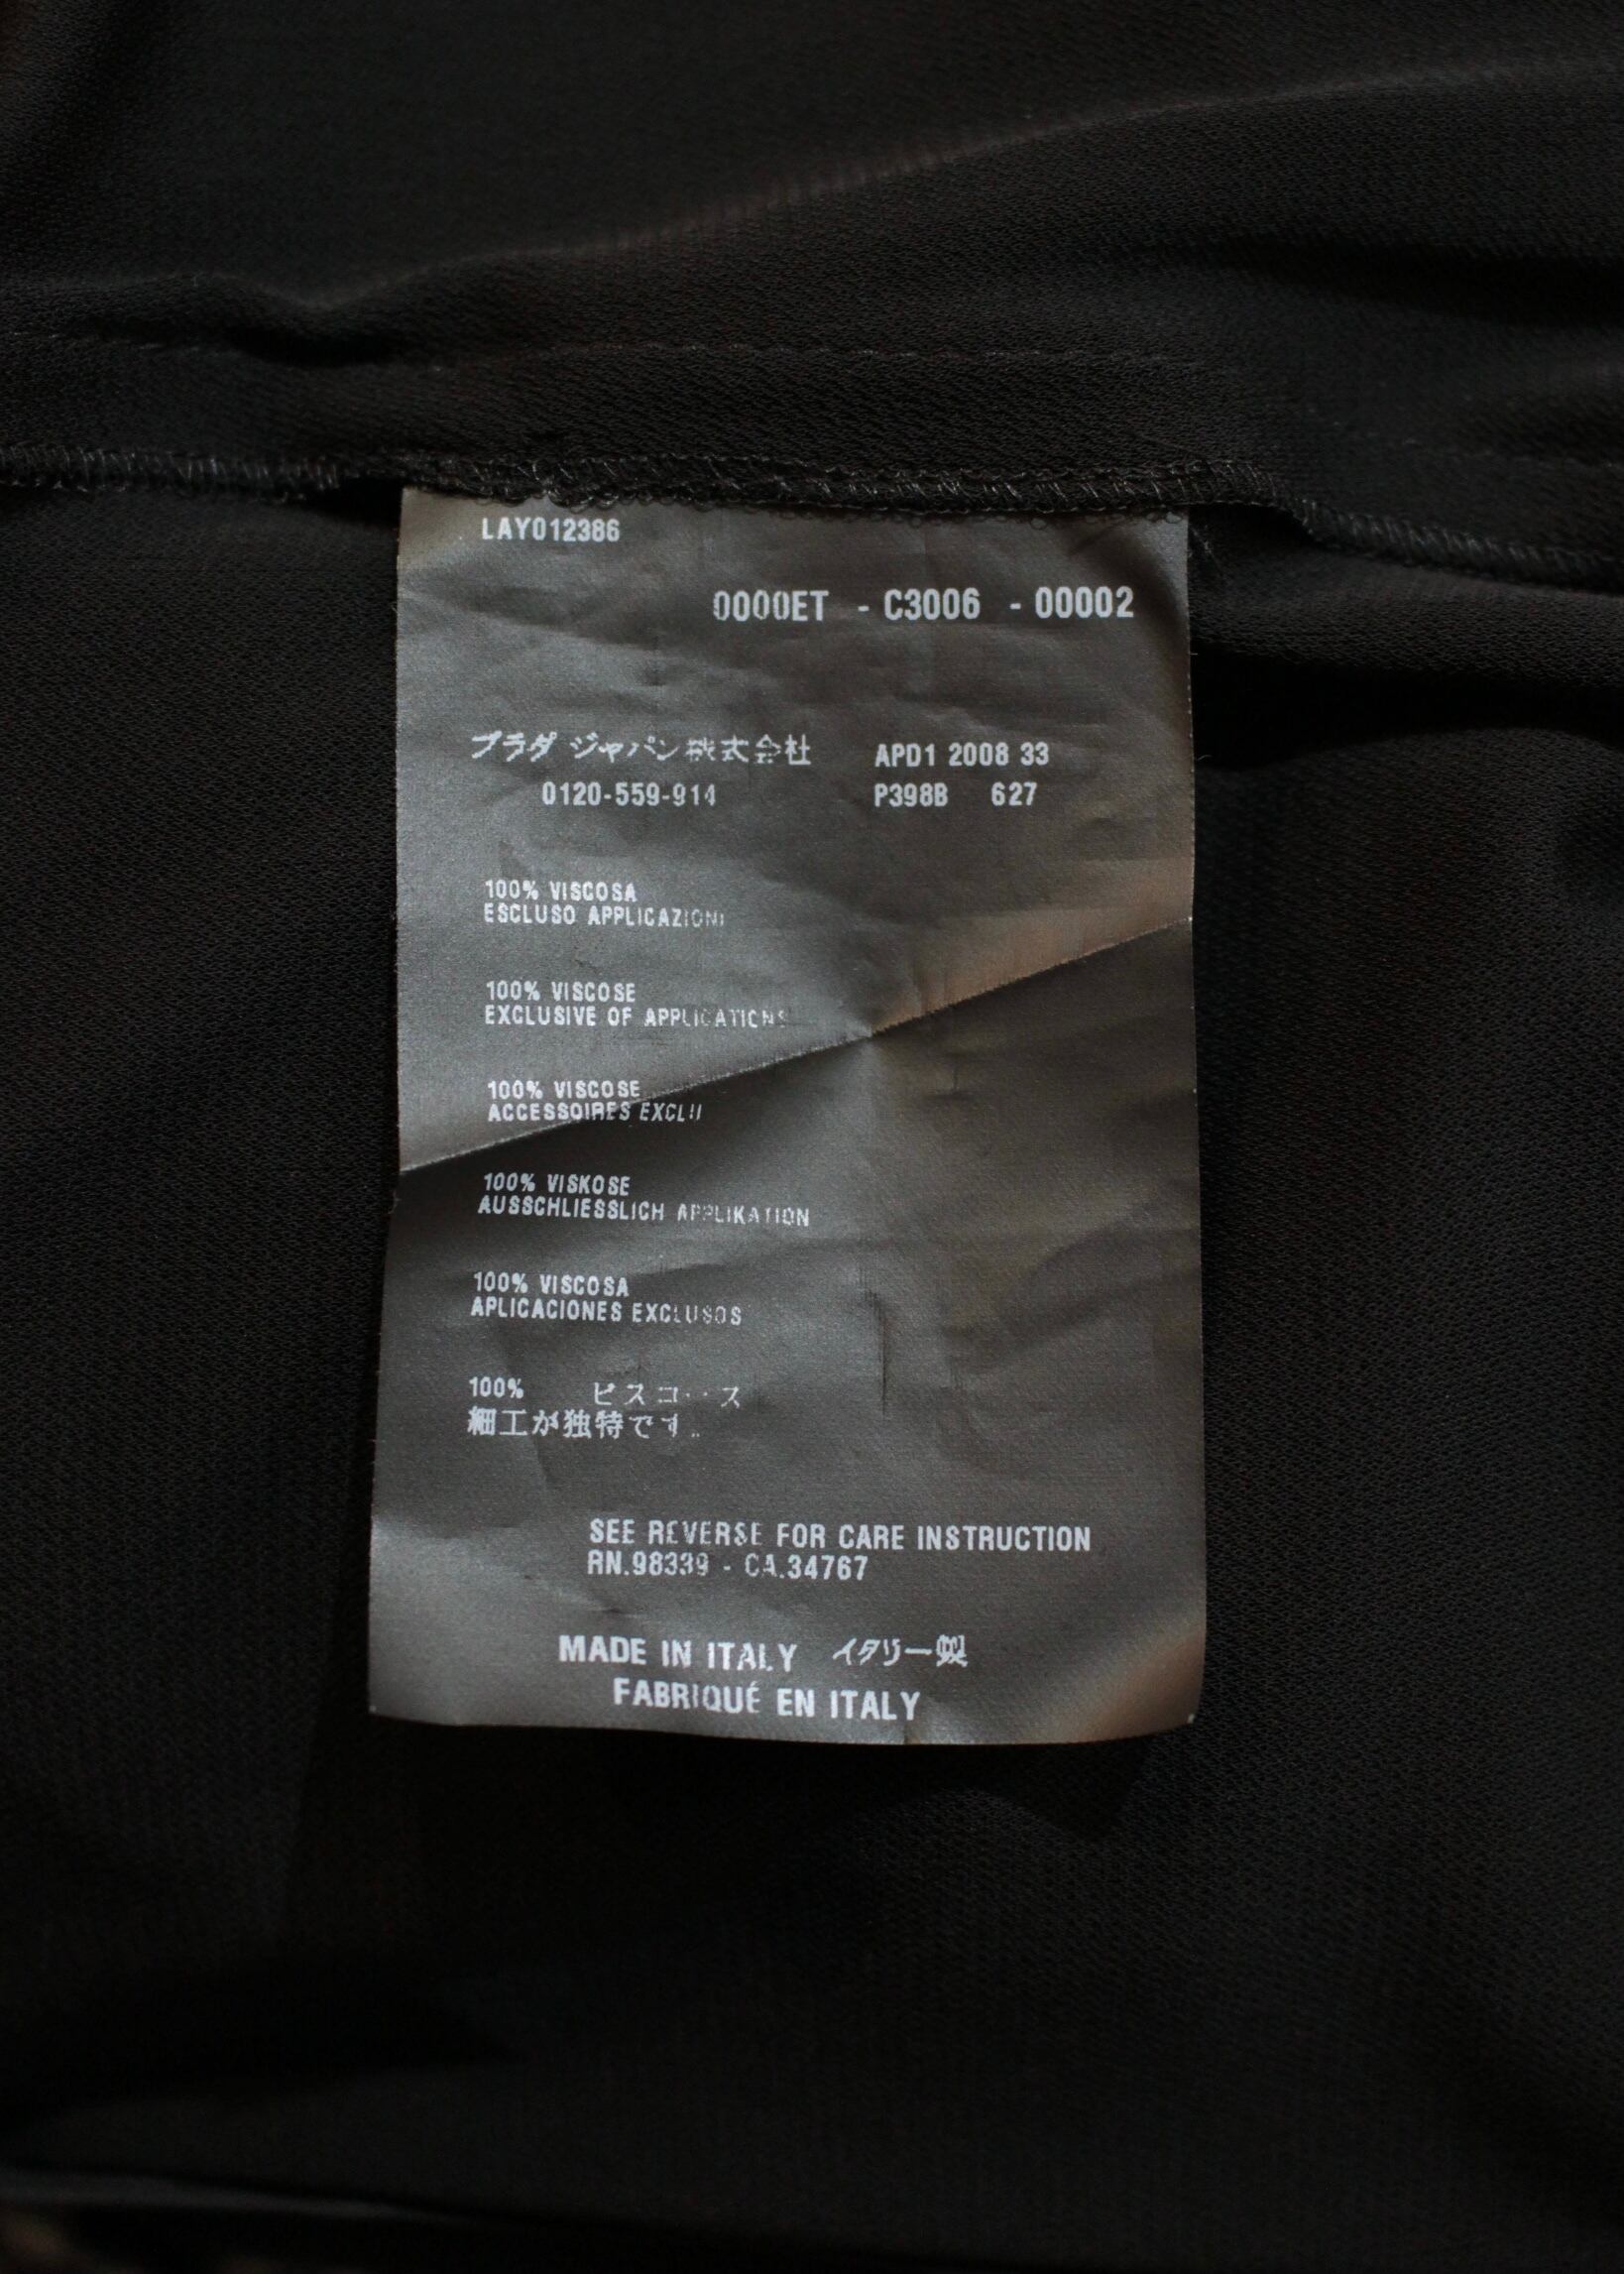 LAY012386
0000ET - C3006 - 00002
プラダ ジャパン株式会社 APD1 2008 33
0120-559-914 P398B 627
100% VISCOSA
ESCLUSO APPLICAZIONI
100% VISCOSE
EXCLUSIVE OF APPLICATIONS
100% VISCOSE
ACCESSOIRES EXCLU
100% VISKOSE
AUSSCHLIESSLICH APPLIKATION
100% VISCOSA
APLICACIONES EXCLUSOS
100% ビスコース
細工が独特です。
SEE REVERSE FOR CARE INSTRUCTION
RN.98339 - CA.34767
MADE IN ITALY イタリー製
FABRIQUÉ EN ITALY